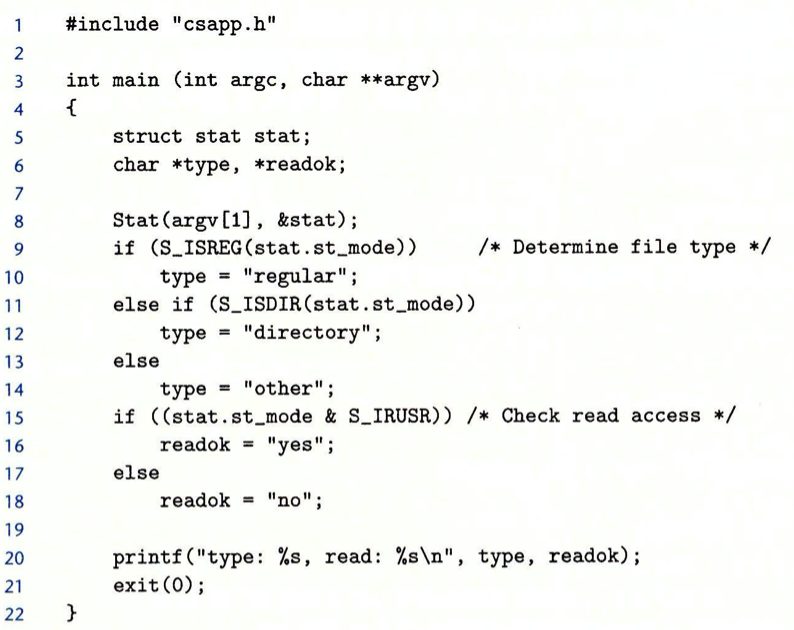 1 #include "csapp.h"
2
3 int main (int argc, char **argv)
4 {
5     struct stat stat;
6     char *type, *readok;
7
8     Stat(argv[1], &stat);
9     if (S_ISREG(stat.st_mode))     /* Determine file type */
10         type = "regular";
11     else if (S_ISDIR(stat.st_mode))
12         type = "directory";
13     else
14         type = "other";
15     if ((stat.st_mode & S_IRUSR)) /* Check read access */
16         readok = "yes";
17     else
18         readok = "no";
19
20     printf("type: %s, read: %s\n", type, readok);
21     exit(0);
22 }